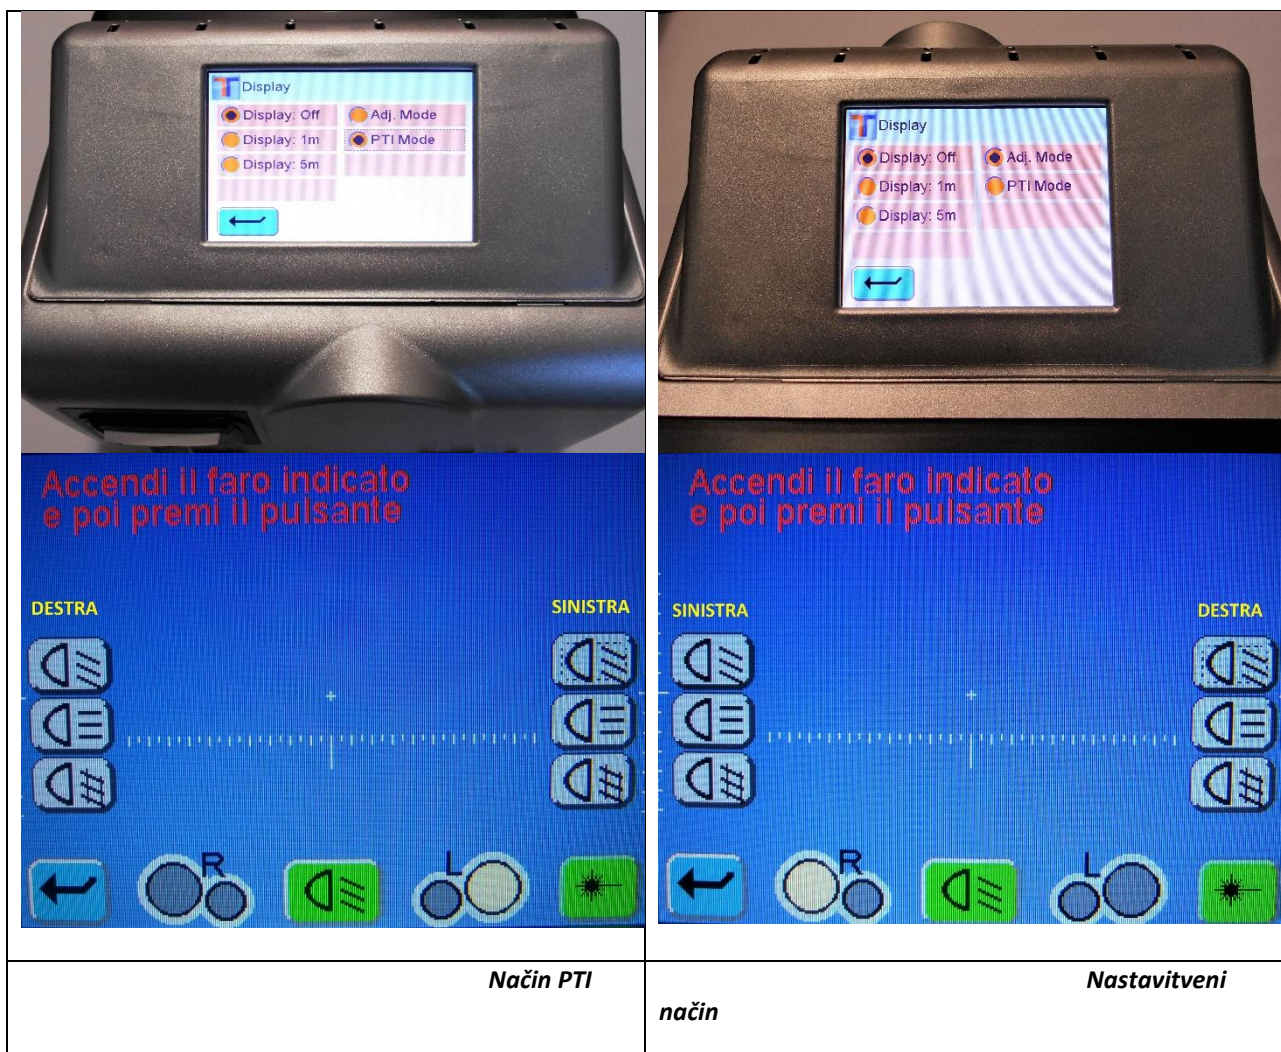 Display
Display: Off
Adj. Mode
Display: 1m
PTI Mode
Display: 5m
Display
Display: Off
Adj. Mode
Display: 1m
PTI Mode
Display: 5m
Accendi il faro indicato
e poi premi il pulsante
DESTRA
SINISTRA
R
L
Accendi il faro indicato
e poi premi il pulsante
SINISTRA
DESTRA
R
L
Način PTI
Nastavitveni
način